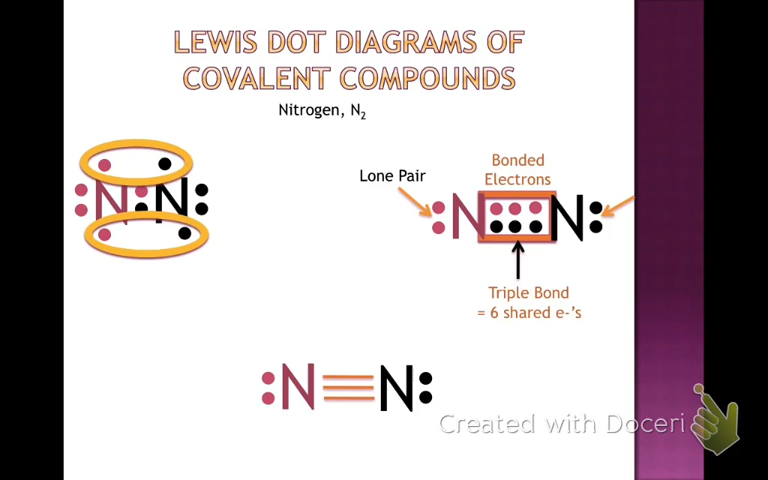 LEWIS DOT DIAGRAMS OF
COVALENT COMPOUNDS
Nitrogen, N₂
N N
Lone Pair
Bonded
Electrons
N N
Triple Bond
= 6 shared e-'s
N≡N
Created with Doceri